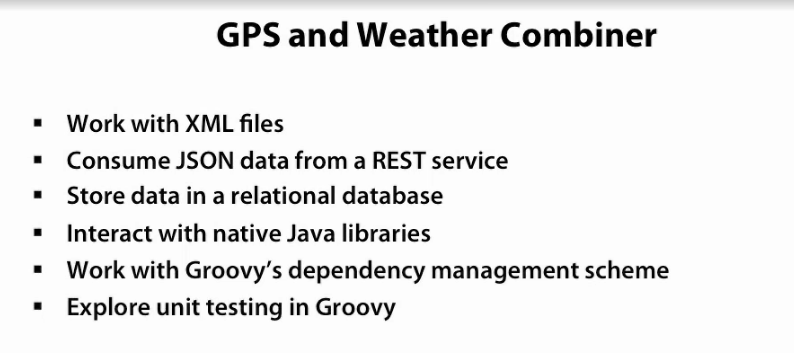 GPS and Weather Combiner
▪ Work with XML files
▪ Consume JSON data from a REST service
▪ Store data in a relational database
▪ Interact with native Java libraries
▪ Work with Groovy’s dependency management scheme
▪ Explore unit testing in Groovy